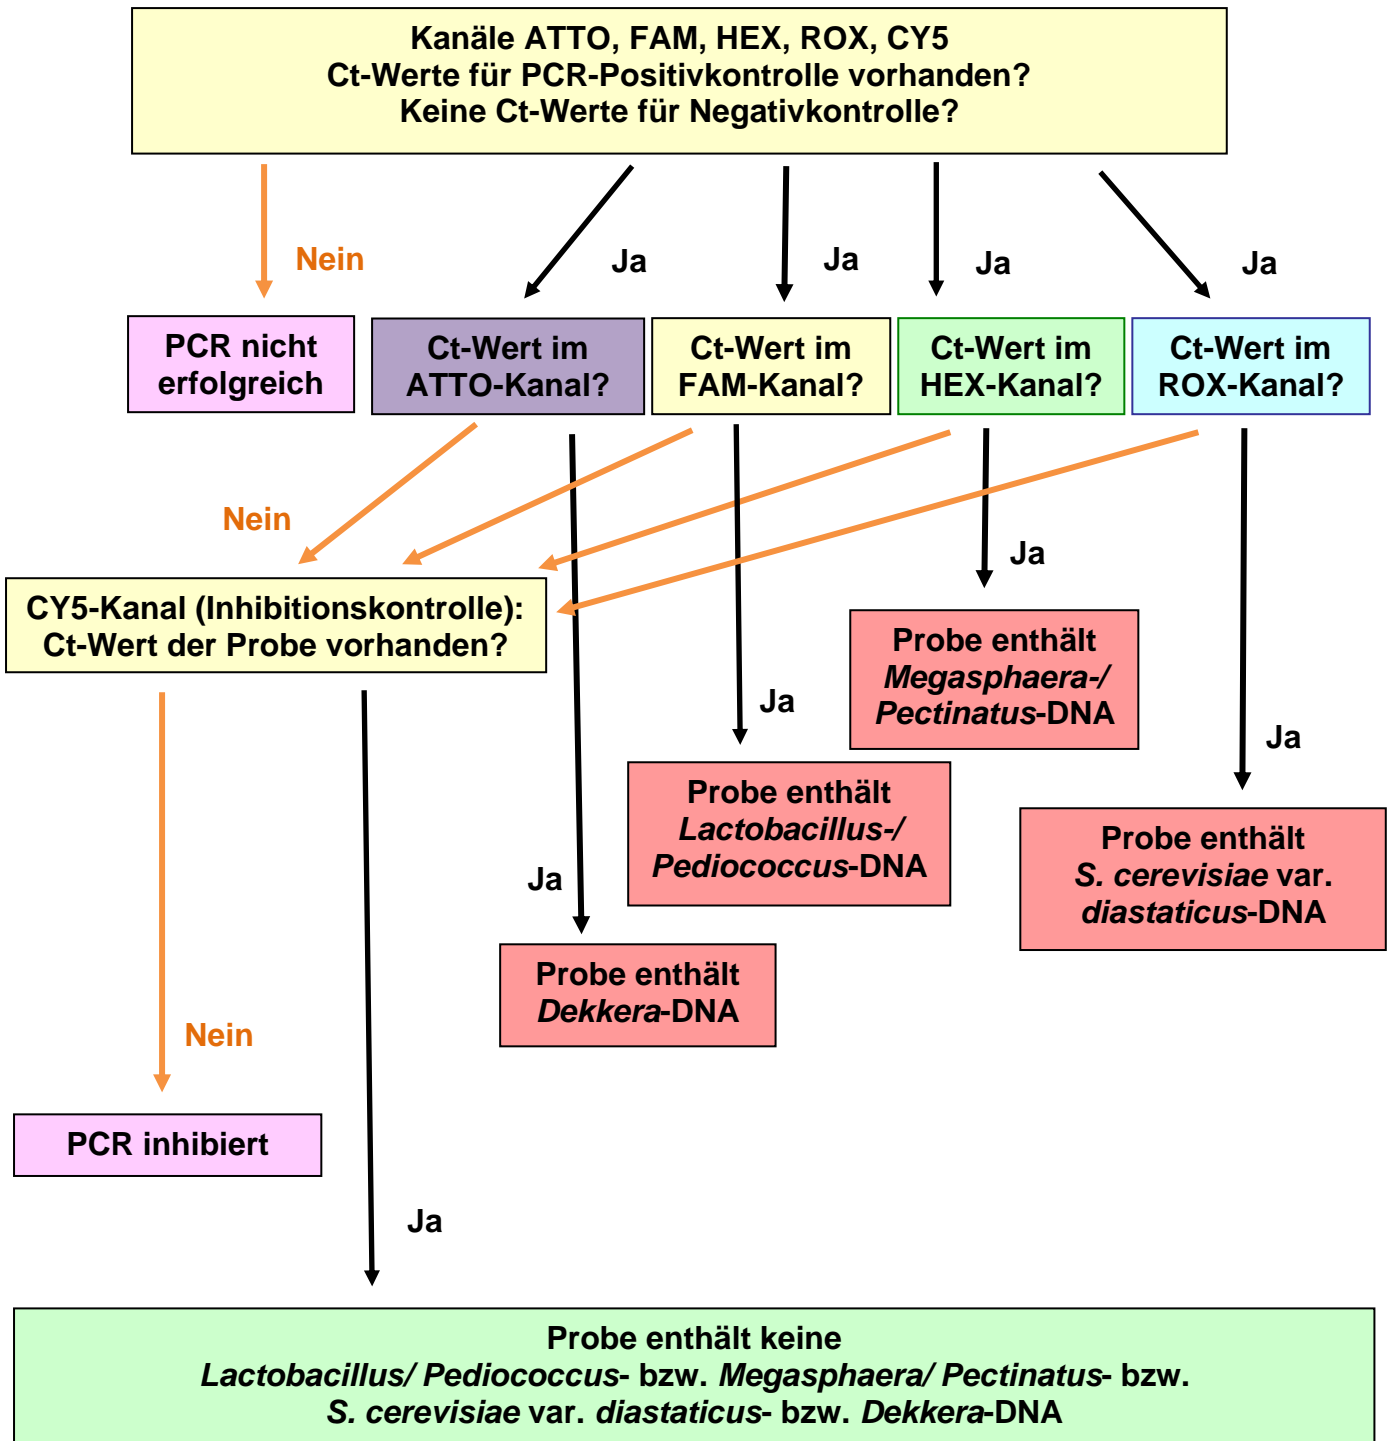 Kanäle ATTO, FAM, HEX, ROX, CY5
Ct-Werte für PCR-Positivkontrolle vorhanden?
Keine Ct-Werte für Negativkontrolle?
Nein
Ja
Ja
Ja
Ja
PCR nicht
erfolgreich
Ct-Wert im
ATTO-Kanal?
Ct-Wert im
FAM-Kanal?
Ct-Wert im
HEX-Kanal?
Ct-Wert im
ROX-Kanal?
Nein
Ja
CY5-Kanal (Inhibitionskontrolle):
Ct-Wert der Probe vorhanden?
Probe enthält
Megasphaera-/
Pectinatus-DNA
Ja
Ja
Probe enthält
Lactobacillus-/
Pediococcus-DNA
Probe enthält
S. cerevisiae var.
diastaticus-DNA
Ja
Probe enthält
Dekkera-DNA
Nein
PCR inhibiert
Ja
Probe enthält keine
Lactobacillus/ Pediococcus- bzw. Megasphaera/ Pectinatus- bzw.
S. cerevisiae var. diastaticus- bzw. Dekkera-DNA